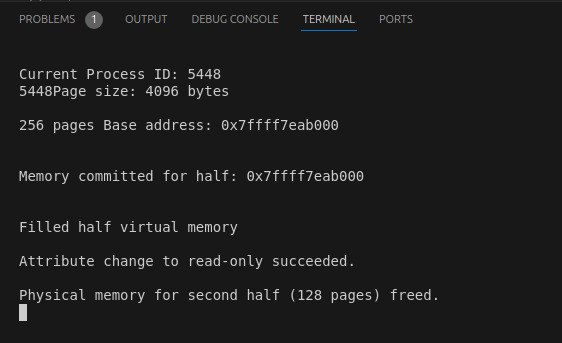 PROBLEMS 1 OUTPUT DEBUG CONSOLE TERMINAL PORTS
Current Process ID: 5448
5448Page size: 4096 bytes
256 pages Base address: 0x7ffff7eab000
Memory committed for half: 0x7ffff7eab000
Filled half virtual memory
Attribute change to read-only succeeded.
Physical memory for second half (128 pages) freed.